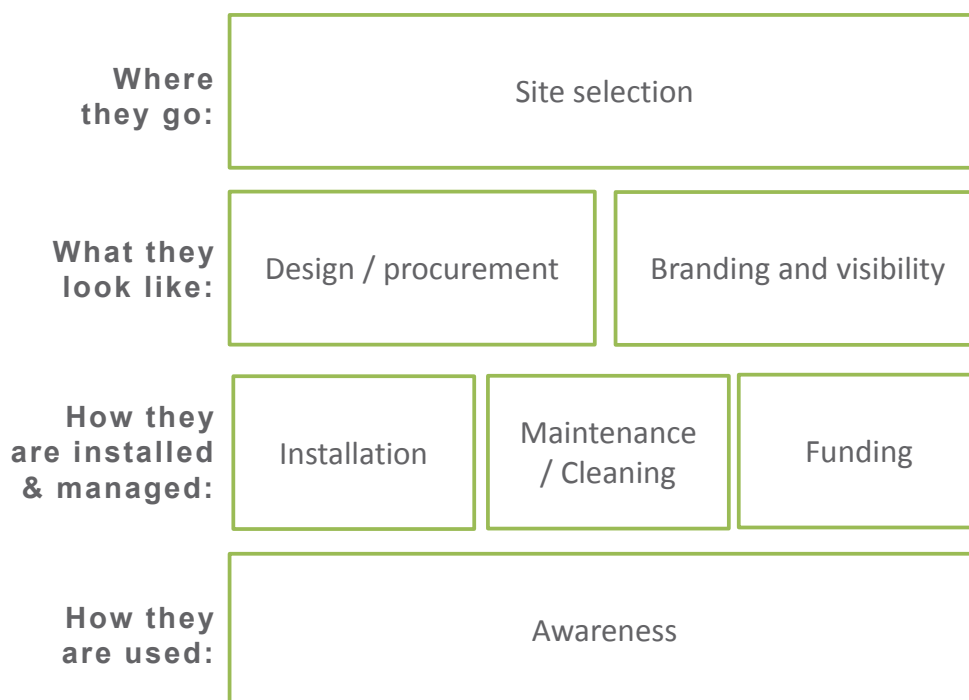 Where
they go:
Site selection
What they
look like:
Design / procurement
Branding and visibility
How they
are installed
& managed:
Installation
Maintenance
/ Cleaning
Funding
How they
are used:
Awareness